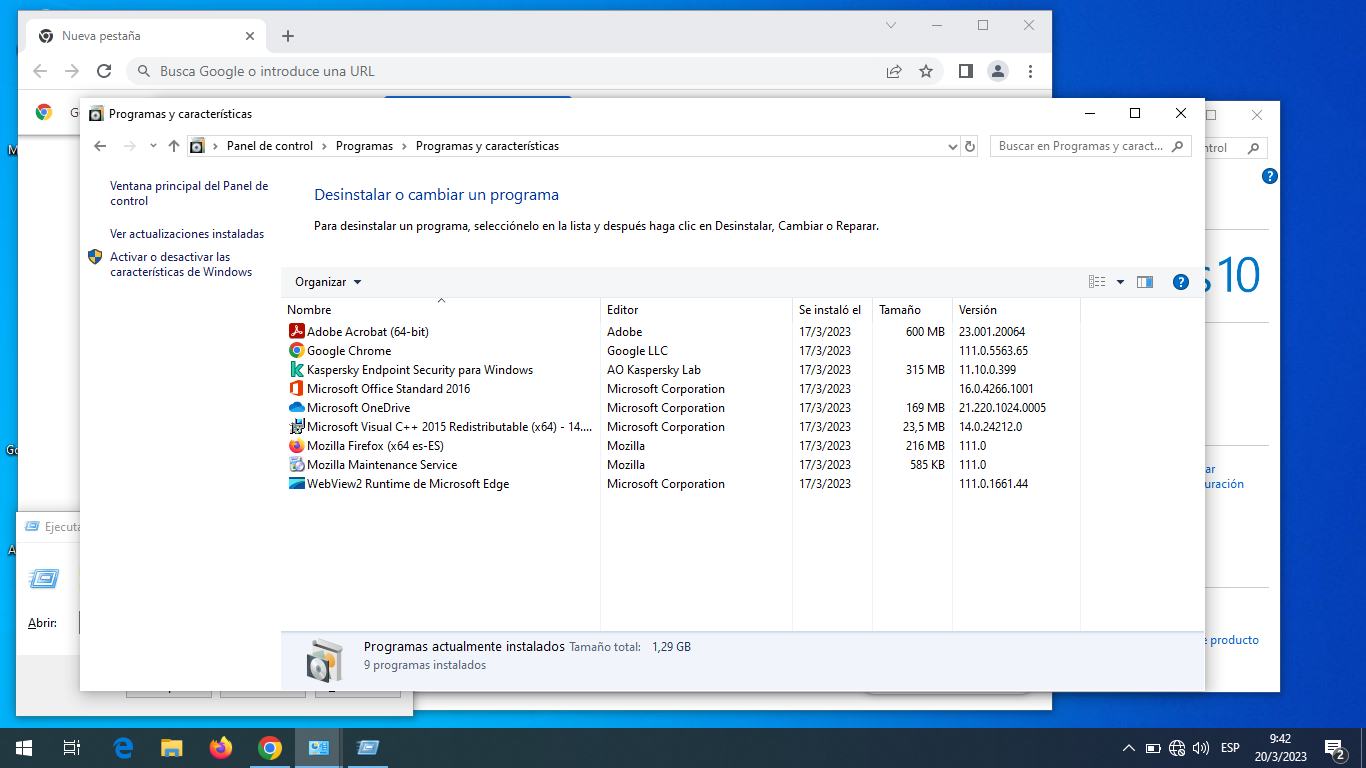 Nueva pestaña
Busca Google o introduce una URL
G
Programas y características
Panel de control > Programas > Programas y características
Buscar en Programas y caract...
ntrol
Ventana principal del Panel de control
Ver actualizaciones instaladas
Activar o desactivar las características de Windows
Desinstalar o cambiar un programa
Para desinstalar un programa, selecciónelo en la lista y después haga clic en Desinstalar, Cambiar o Reparar.
Organizar
Nombre Editor Se instaló el Tamaño Versión
Adobe Acrobat (64-bit) Adobe 17/3/2023 600 MB 23.001.20064
Google Chrome Google LLC 17/3/2023 111.0.5563.65
Kaspersky Endpoint Security para Windows AO Kaspersky Lab 17/3/2023 315 MB 11.10.0.399
Microsoft Office Standard 2016 Microsoft Corporation 17/3/2023 16.0.4266.1001
Microsoft OneDrive Microsoft Corporation 17/3/2023 169 MB 21.220.1024.0005
Microsoft Visual C++ 2015 Redistributable (x64) - 14.... Microsoft Corporation 17/3/2023 23,5 MB 14.0.24212.0
Mozilla Firefox (x64 es-ES) Mozilla 17/3/2023 216 MB 111.0
Mozilla Maintenance Service Mozilla 17/3/2023 585 KB 111.0
WebView2 Runtime de Microsoft Edge Microsoft Corporation 17/3/2023 111.0.1661.44
Programas actualmente instalados Tamaño total: 1,29 GB
9 programas instalados
s 10
ar
uración
e producto
M
Go
A
Ejecuta
Abrir:
ESP
9:42
20/3/2023
2